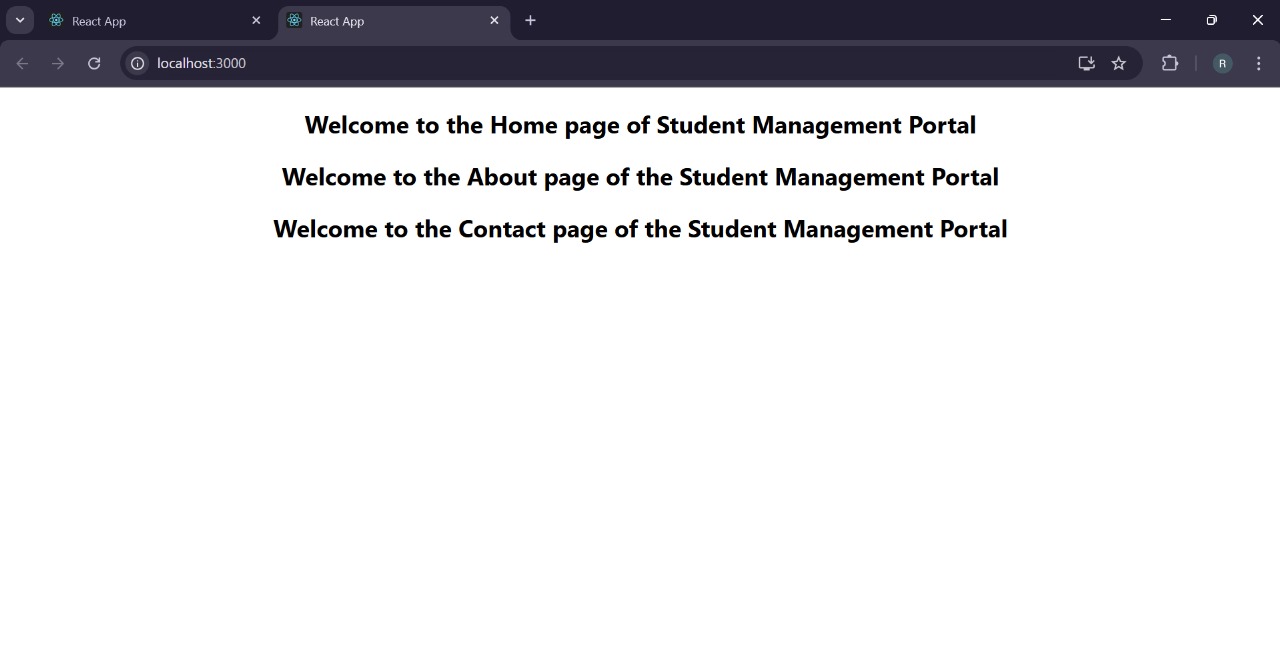 React App
React App
localhost:3000
R
Welcome to the Home page of Student Management Portal
Welcome to the About page of the Student Management Portal
Welcome to the Contact page of the Student Management Portal